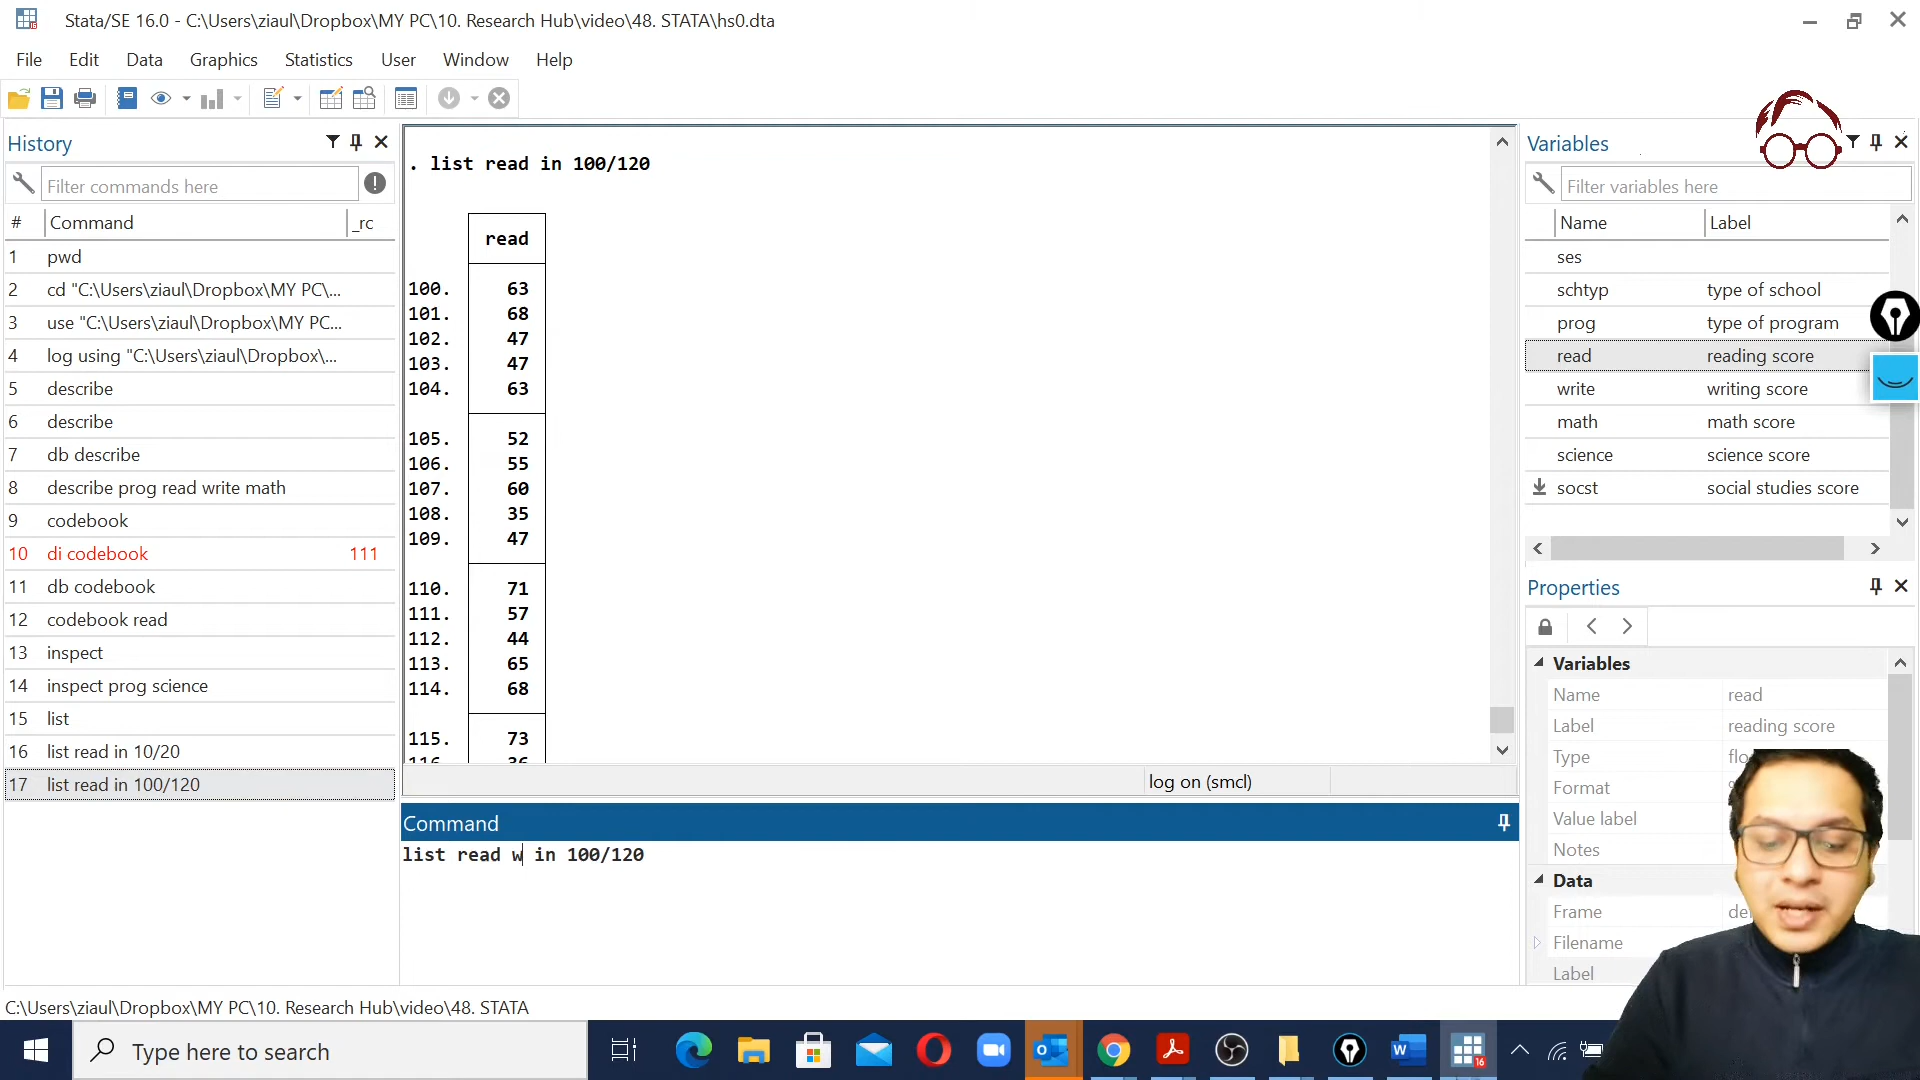 Stata/SE 16.0 - C:\Users\ziaul\Dropbox\MY PC\10. Research Hub\video\48. STATA\hs0.dta
File Edit Data Graphics Statistics User Window Help
History
Filter commands here
# Command _rc
1 pwd
2 cd "C:\Users\ziaul\Dropbox\MY PC\...
3 use "C:\Users\ziaul\Dropbox\MY PC...
4 log using "C:\Users\ziaul\Dropbox\...
5 describe
6 describe
7 db describe
8 describe prog read write math
9 codebook
10 di codebook 111
11 db codebook
12 codebook read
13 inspect
14 inspect prog science
15 list
16 list read in 10/20
17 list read in 100/120
. list read in 100/120
read
100. 63
101. 68
102. 47
103. 47
104. 63
105. 52
106. 55
107. 60
108. 35
109. 47
110. 71
111. 57
112. 44
113. 65
114. 68
115. 73
log on (smcl)
Command
list read w in 100/120
Variables
Filter variables here
Name Label
ses
schtyp type of school
prog type of program
read reading score
write writing score
math math score
science science score
socst social studies score
Properties
Variables
Name read
Label reading score
Type
Format
Value label
Notes
Data
Frame
Filename
Label
C:\Users\ziaul\Dropbox\MY PC\10. Research Hub\video\48. STATA
Type here to search
16